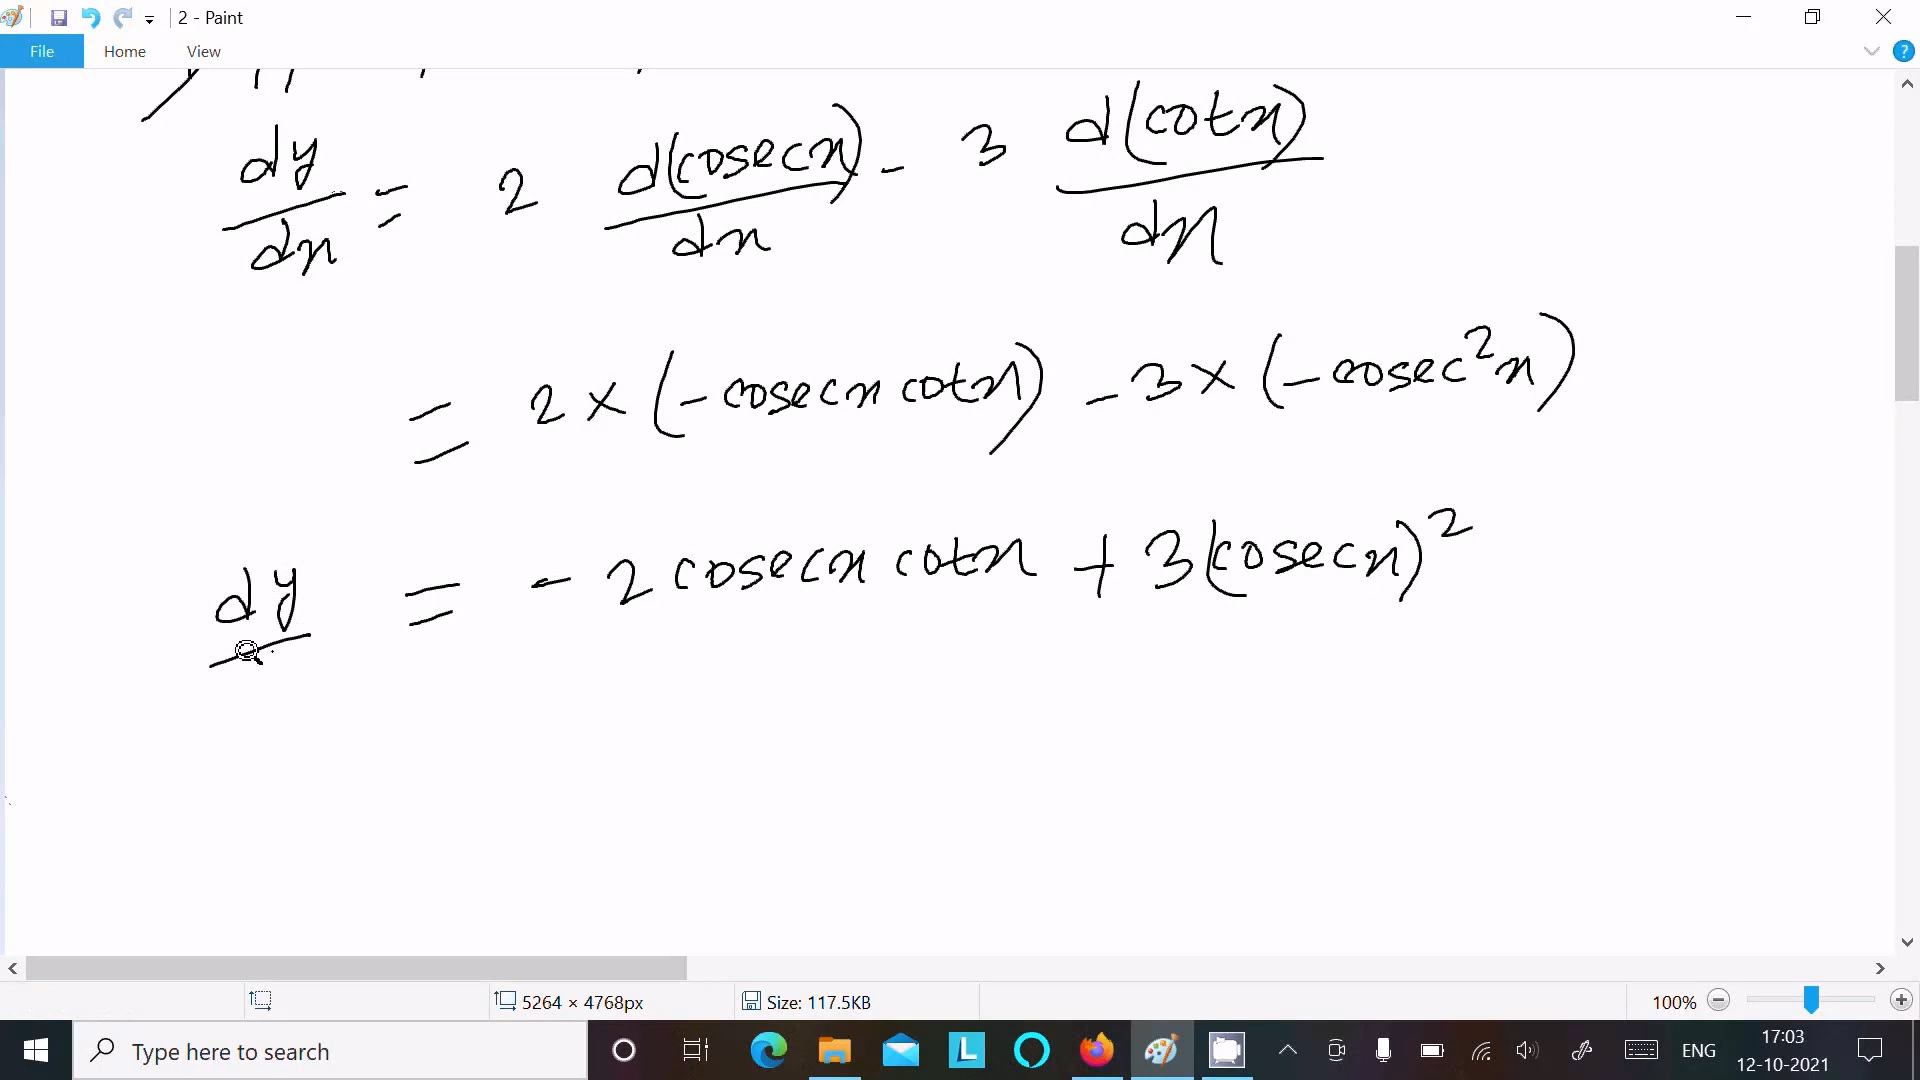 2 - Paint
File Home View
dy/dx = 2 d(cosecx)/dx - 3 d(cotx)/dx
= 2 × (-cosecx cotx) - 3 × (-cosec²x)
dy = - 2 cosecx cotx + 3 (cosecx)²
5264 × 4768px Size: 117.5KB 100%
Type here to search L ENG 17:03
12-10-2021